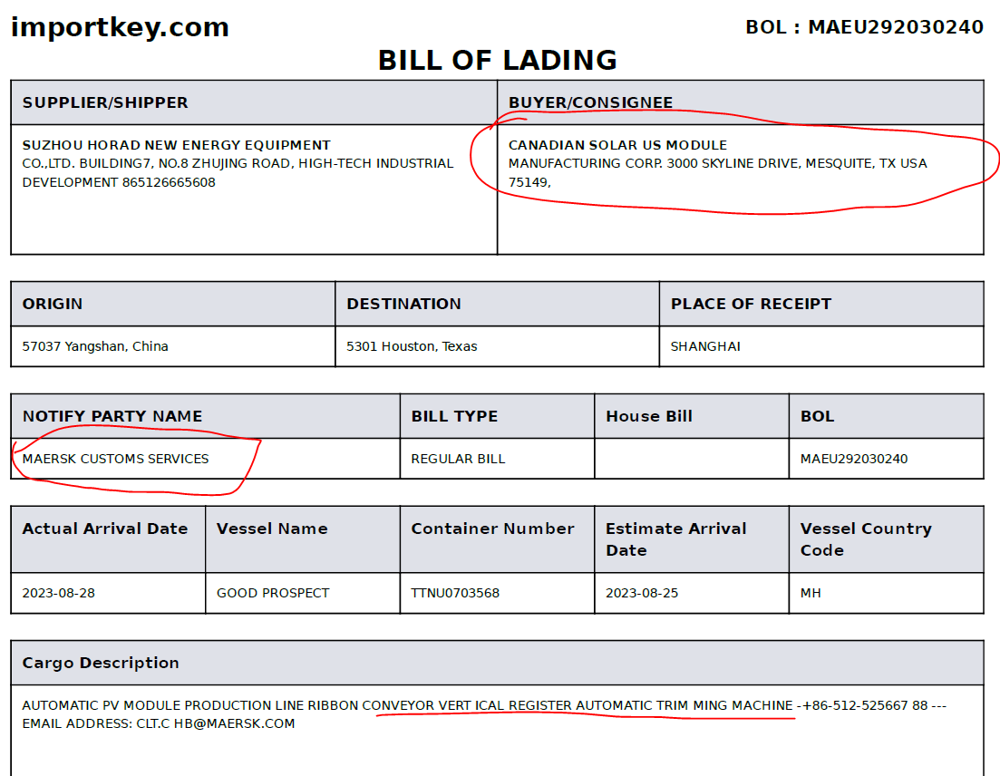 importkey.com
BOL : MAEU292030240
BILL OF LADING
SUPPLIER/SHIPPER
BUYER/CONSIGNEE
SUZHOU HORAD NEW ENERGY EQUIPMENT
CO.,LTD. BUILDING7, NO.8 ZHUJING ROAD, HIGH-TECH INDUSTRIAL
DEVELOPMENT 865126665608
CANADIAN SOLAR US MODULE
MANUFACTURING CORP. 3000 SKYLINE DRIVE, MESQUITE, TX USA
75149,
ORIGIN
DESTINATION
PLACE OF RECEIPT
57037 Yangshan, China
5301 Houston, Texas
SHANGHAI
NOTIFY PARTY NAME
BILL TYPE
House Bill
BOL
MAERSK CUSTOMS SERVICES
REGULAR BILL
MAEU292030240
Actual Arrival Date
Vessel Name
Container Number
Estimate Arrival
Date
Vessel Country
Code
2023-08-28
GOOD PROSPECT
TTNU0703568
2023-08-25
MH
Cargo Description
AUTOMATIC PV MODULE PRODUCTION LINE RIBBON CONVEYOR VERT ICAL REGISTER AUTOMATIC TRIM MING MACHINE -+86-512-525667 88 ---
EMAIL ADDRESS: CLT.C HB@MAERSK.COM